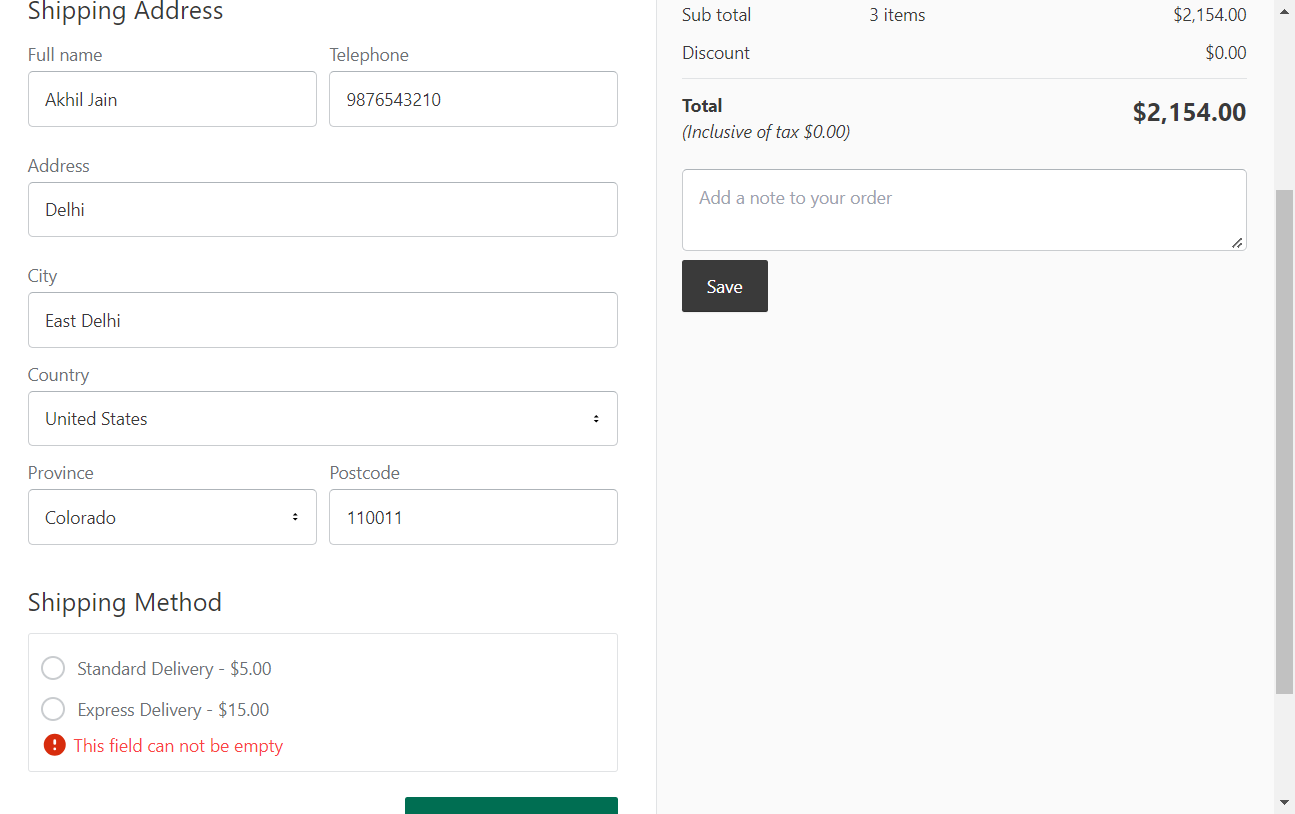 Shipping Address
Full name
Telephone
Akhil Jain
9876543210
Address
Delhi
City
East Delhi
Country
United States
Province
Postcode
Colorado
110011
Shipping Method
Standard Delivery - $5.00
Express Delivery - $15.00
This field can not be empty
Sub total 3 items $2,154.00
Discount $0.00
Total $2,154.00
(Inclusive of tax $0.00)
Add a note to your order
Save